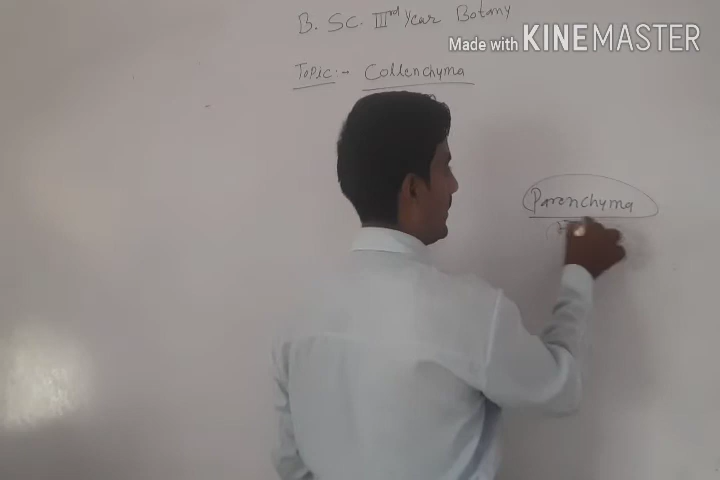 B. SC. IIIrd Year Botany
Made with KINEMASTER
Topic:- Collenchyma
Parenchyma